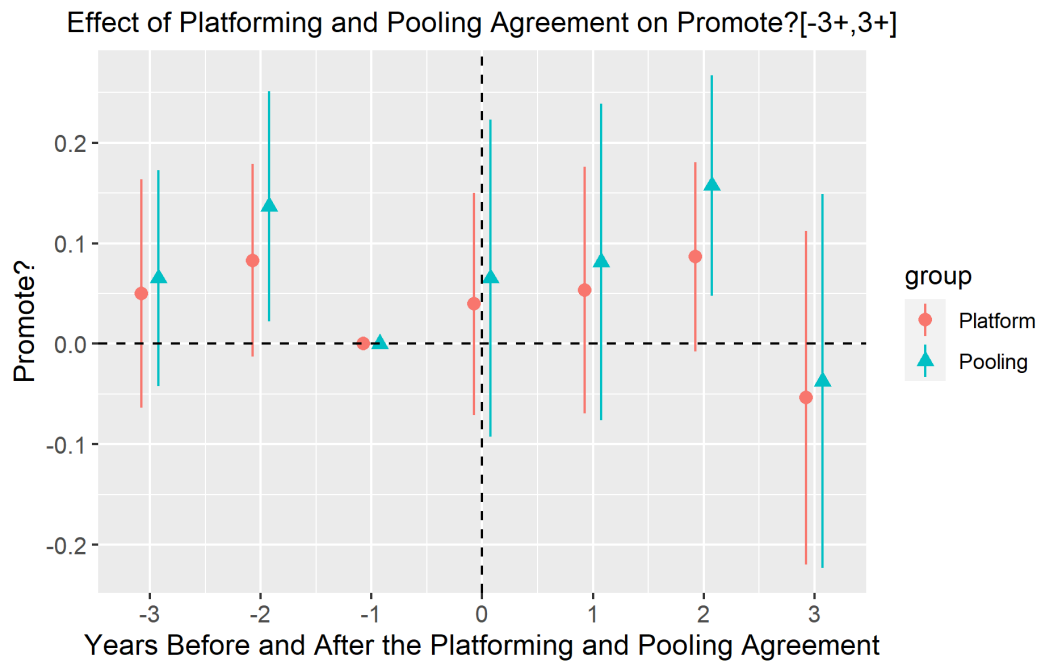 Effect of Platforming and Pooling Agreement on Promote?[-3+,3+]
Promote?
0.2
0.1
0.0
-0.1
-0.2
-3 -2 -1 0 1 2 3
Years Before and After the Platforming and Pooling Agreement
group
Platform
Pooling